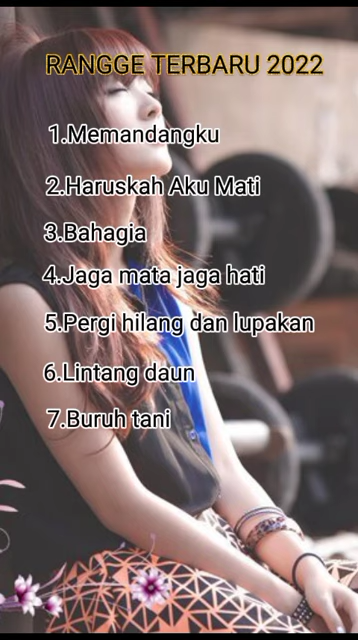 RANGGE TERBARU 2022
1.Memandangku
2.Haruskah Aku Mati
3.Bahagia
4.Jaga mata jaga hati
5.Pergi hilang dan lupakan
6.Lintang daun
7.Buruh tani